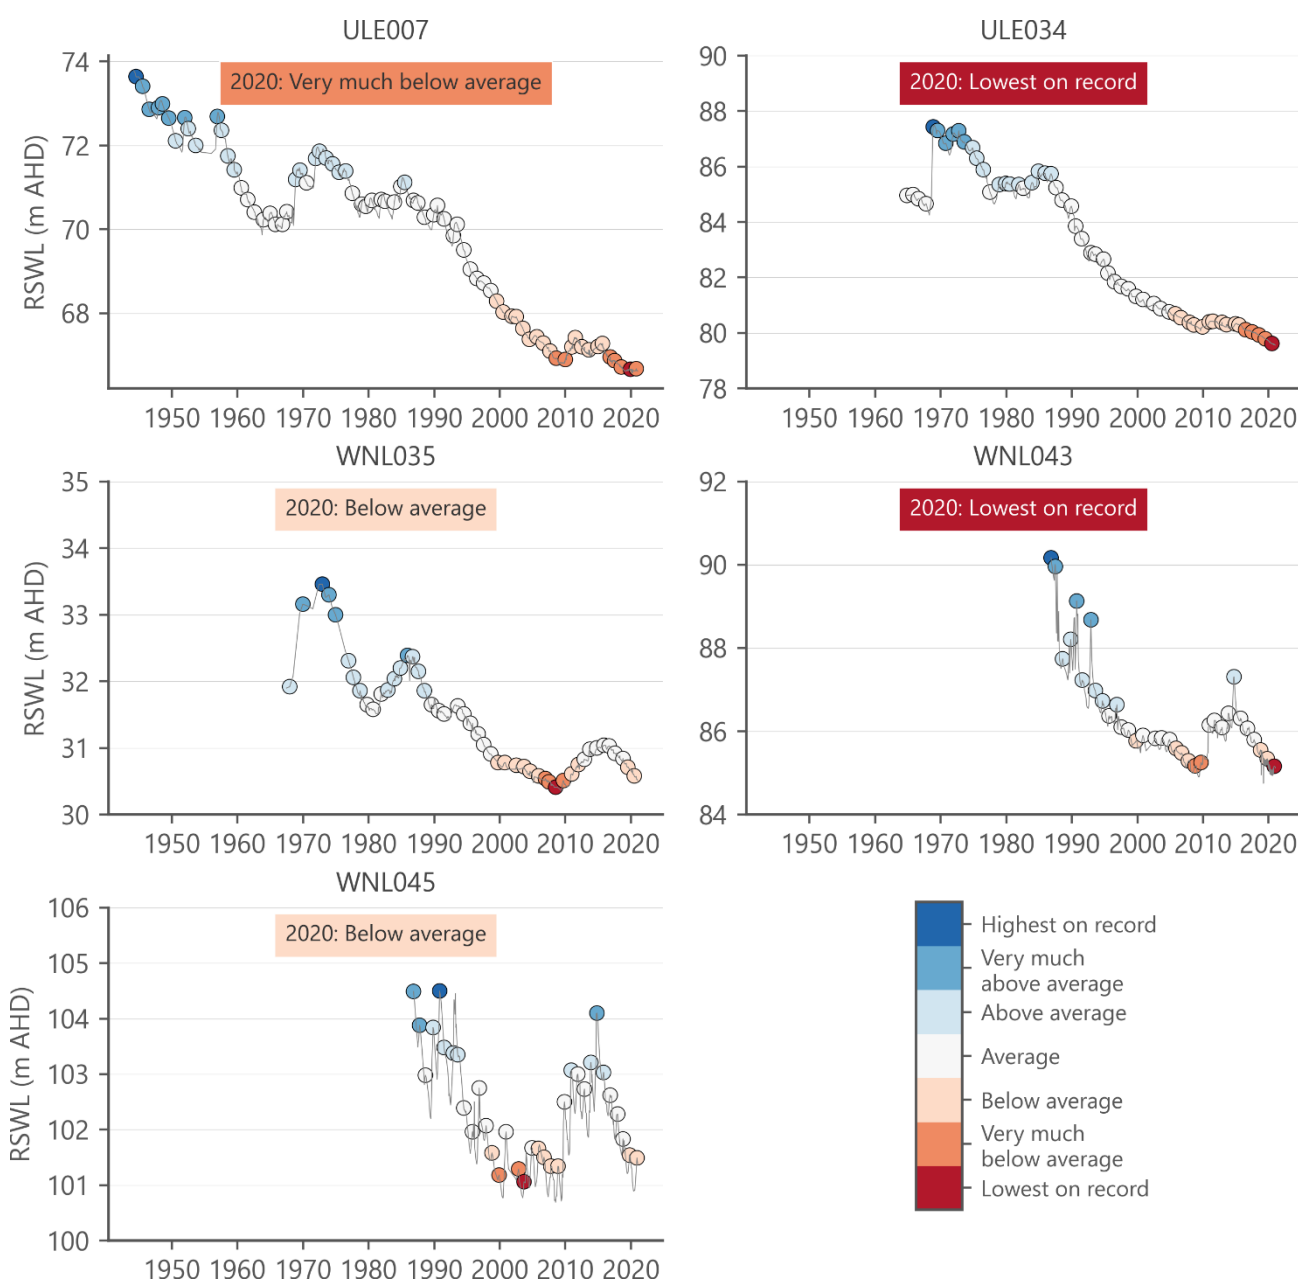 ULE007
74
72
70
68
RSWL (m AHD)
2020: Very much below average
1950 1960 1970 1980 1990 2000 2010 2020
ULE034
90
88
86
84
82
80
78
2020: Lowest on record
1950 1960 1970 1980 1990 2000 2010 2020
WNL035
35
34
33
32
31
30
RSWL (m AHD)
2020: Below average
1950 1960 1970 1980 1990 2000 2010 2020
WNL043
92
90
88
86
84
2020: Lowest on record
1950 1960 1970 1980 1990 2000 2010 2020
WNL045
106
105
104
103
102
101
100
RSWL (m AHD)
2020: Below average
1950 1960 1970 1980 1990 2000 2010 2020
Highest on record
Very much
above average
Above average
Average
Below average
Very much
below average
Lowest on record